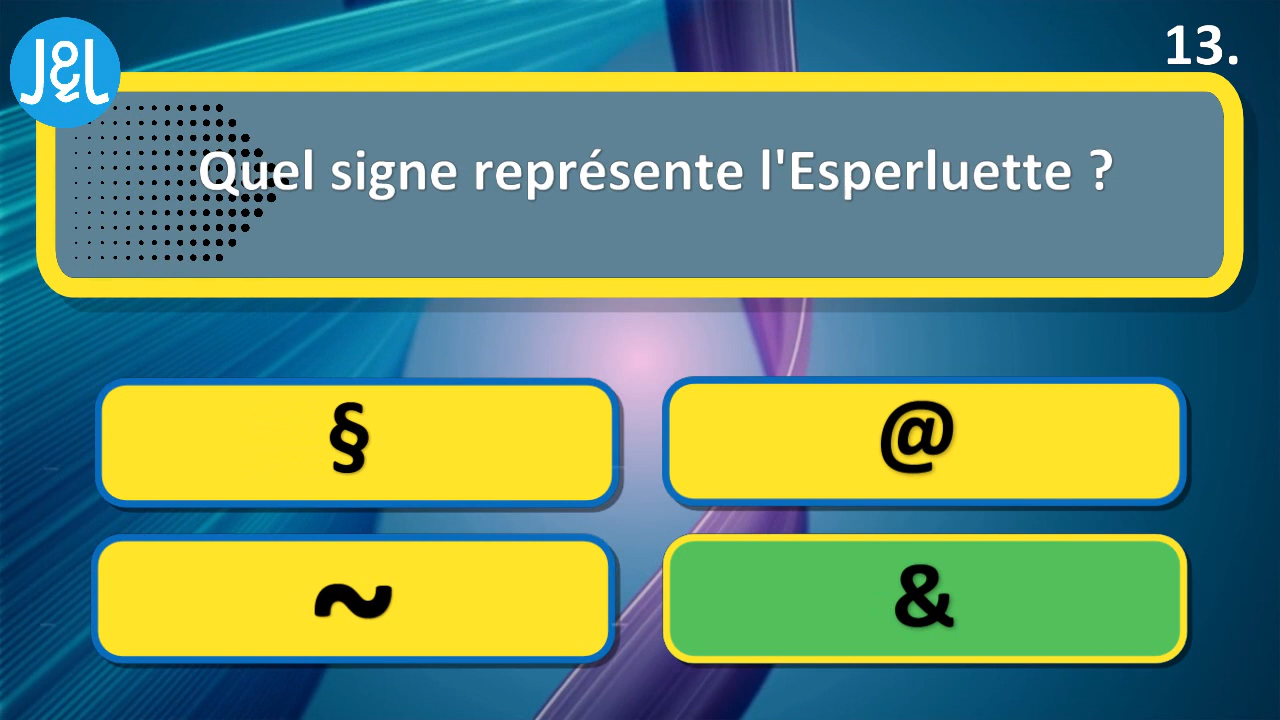 J&L
13.
Quel signe représente l'Esperluette ?
§
@
~
&